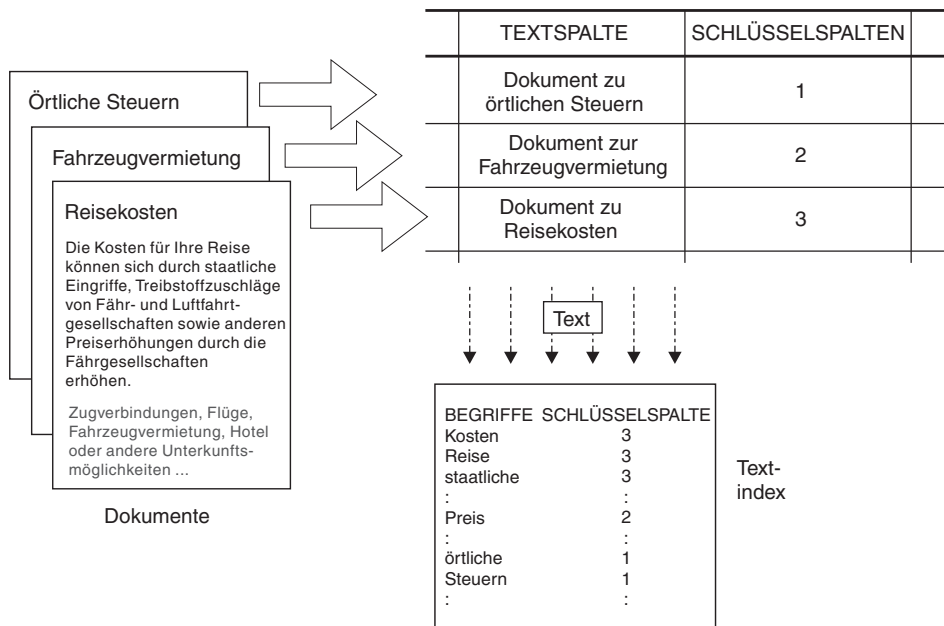 Örtliche Steuern
Fahrzeugvermietung
Reisekosten
Die Kosten für Ihre Reise
können sich durch staatliche
Eingriffe, Treibstoffzuschläge
von Fähr- und Luftfahrt-
gesellschaften sowie anderen
Preiserhöhungen durch die
Fährgesellschaften
erhöhen.
Zugverbindungen, Flüge,
Fahrzeugvermietung, Hotel
oder andere Unterkunfts-
möglichkeiten ...
Dokumente
TEXTSPALTE SCHLÜSSELSPALTEN
Dokument zu
örtlichen Steuern 1
Dokument zur
Fahrzeugvermietung 2
Dokument zu
Reisekosten 3
Text
BEGRIFFE SCHLÜSSELSPALTE
Kosten 3
Reise 3
staatliche 3
: :
Preis 2
: :
örtliche 1
Steuern 1
: :
Text-
index